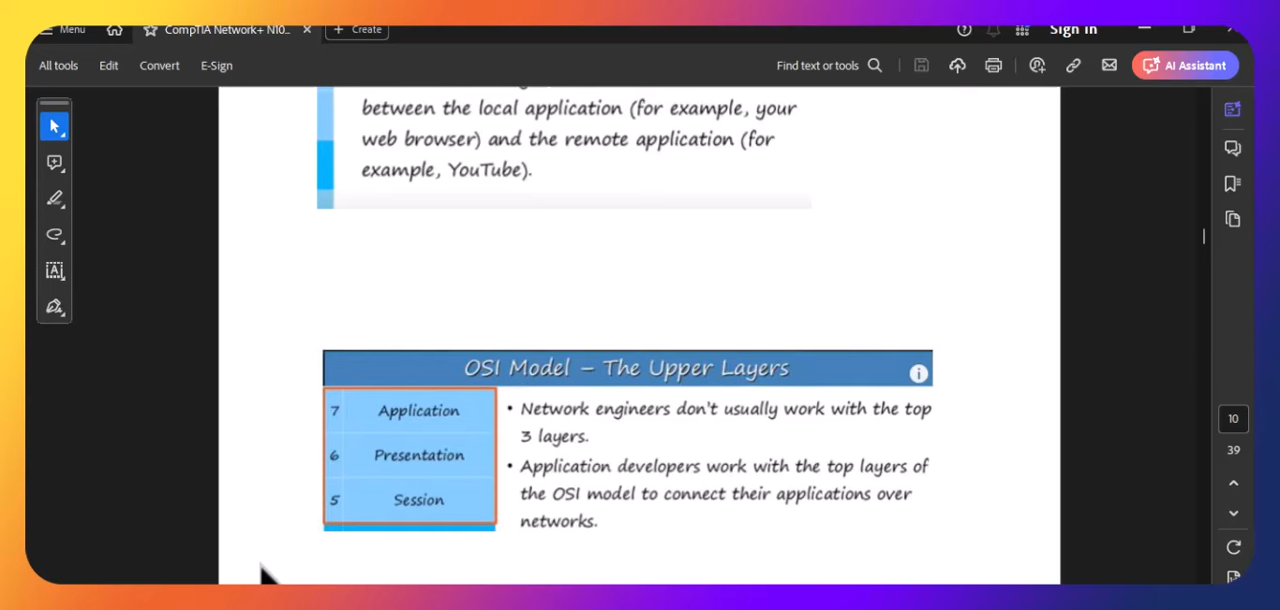 Menu
CompTIA Network+ N10...
Create
Sign in
All tools
Edit
Convert
E-Sign
Find text or tools
AI Assistant
between the local application (for example, your
web browser) and the remote application (for
example, YouTube).
OSI Model – The Upper Layers
7 Application
6 Presentation
5 Session
• Network engineers don't usually work with the top
3 layers.
• Application developers work with the top layers of
the OSI model to connect their applications over
networks.
10
39